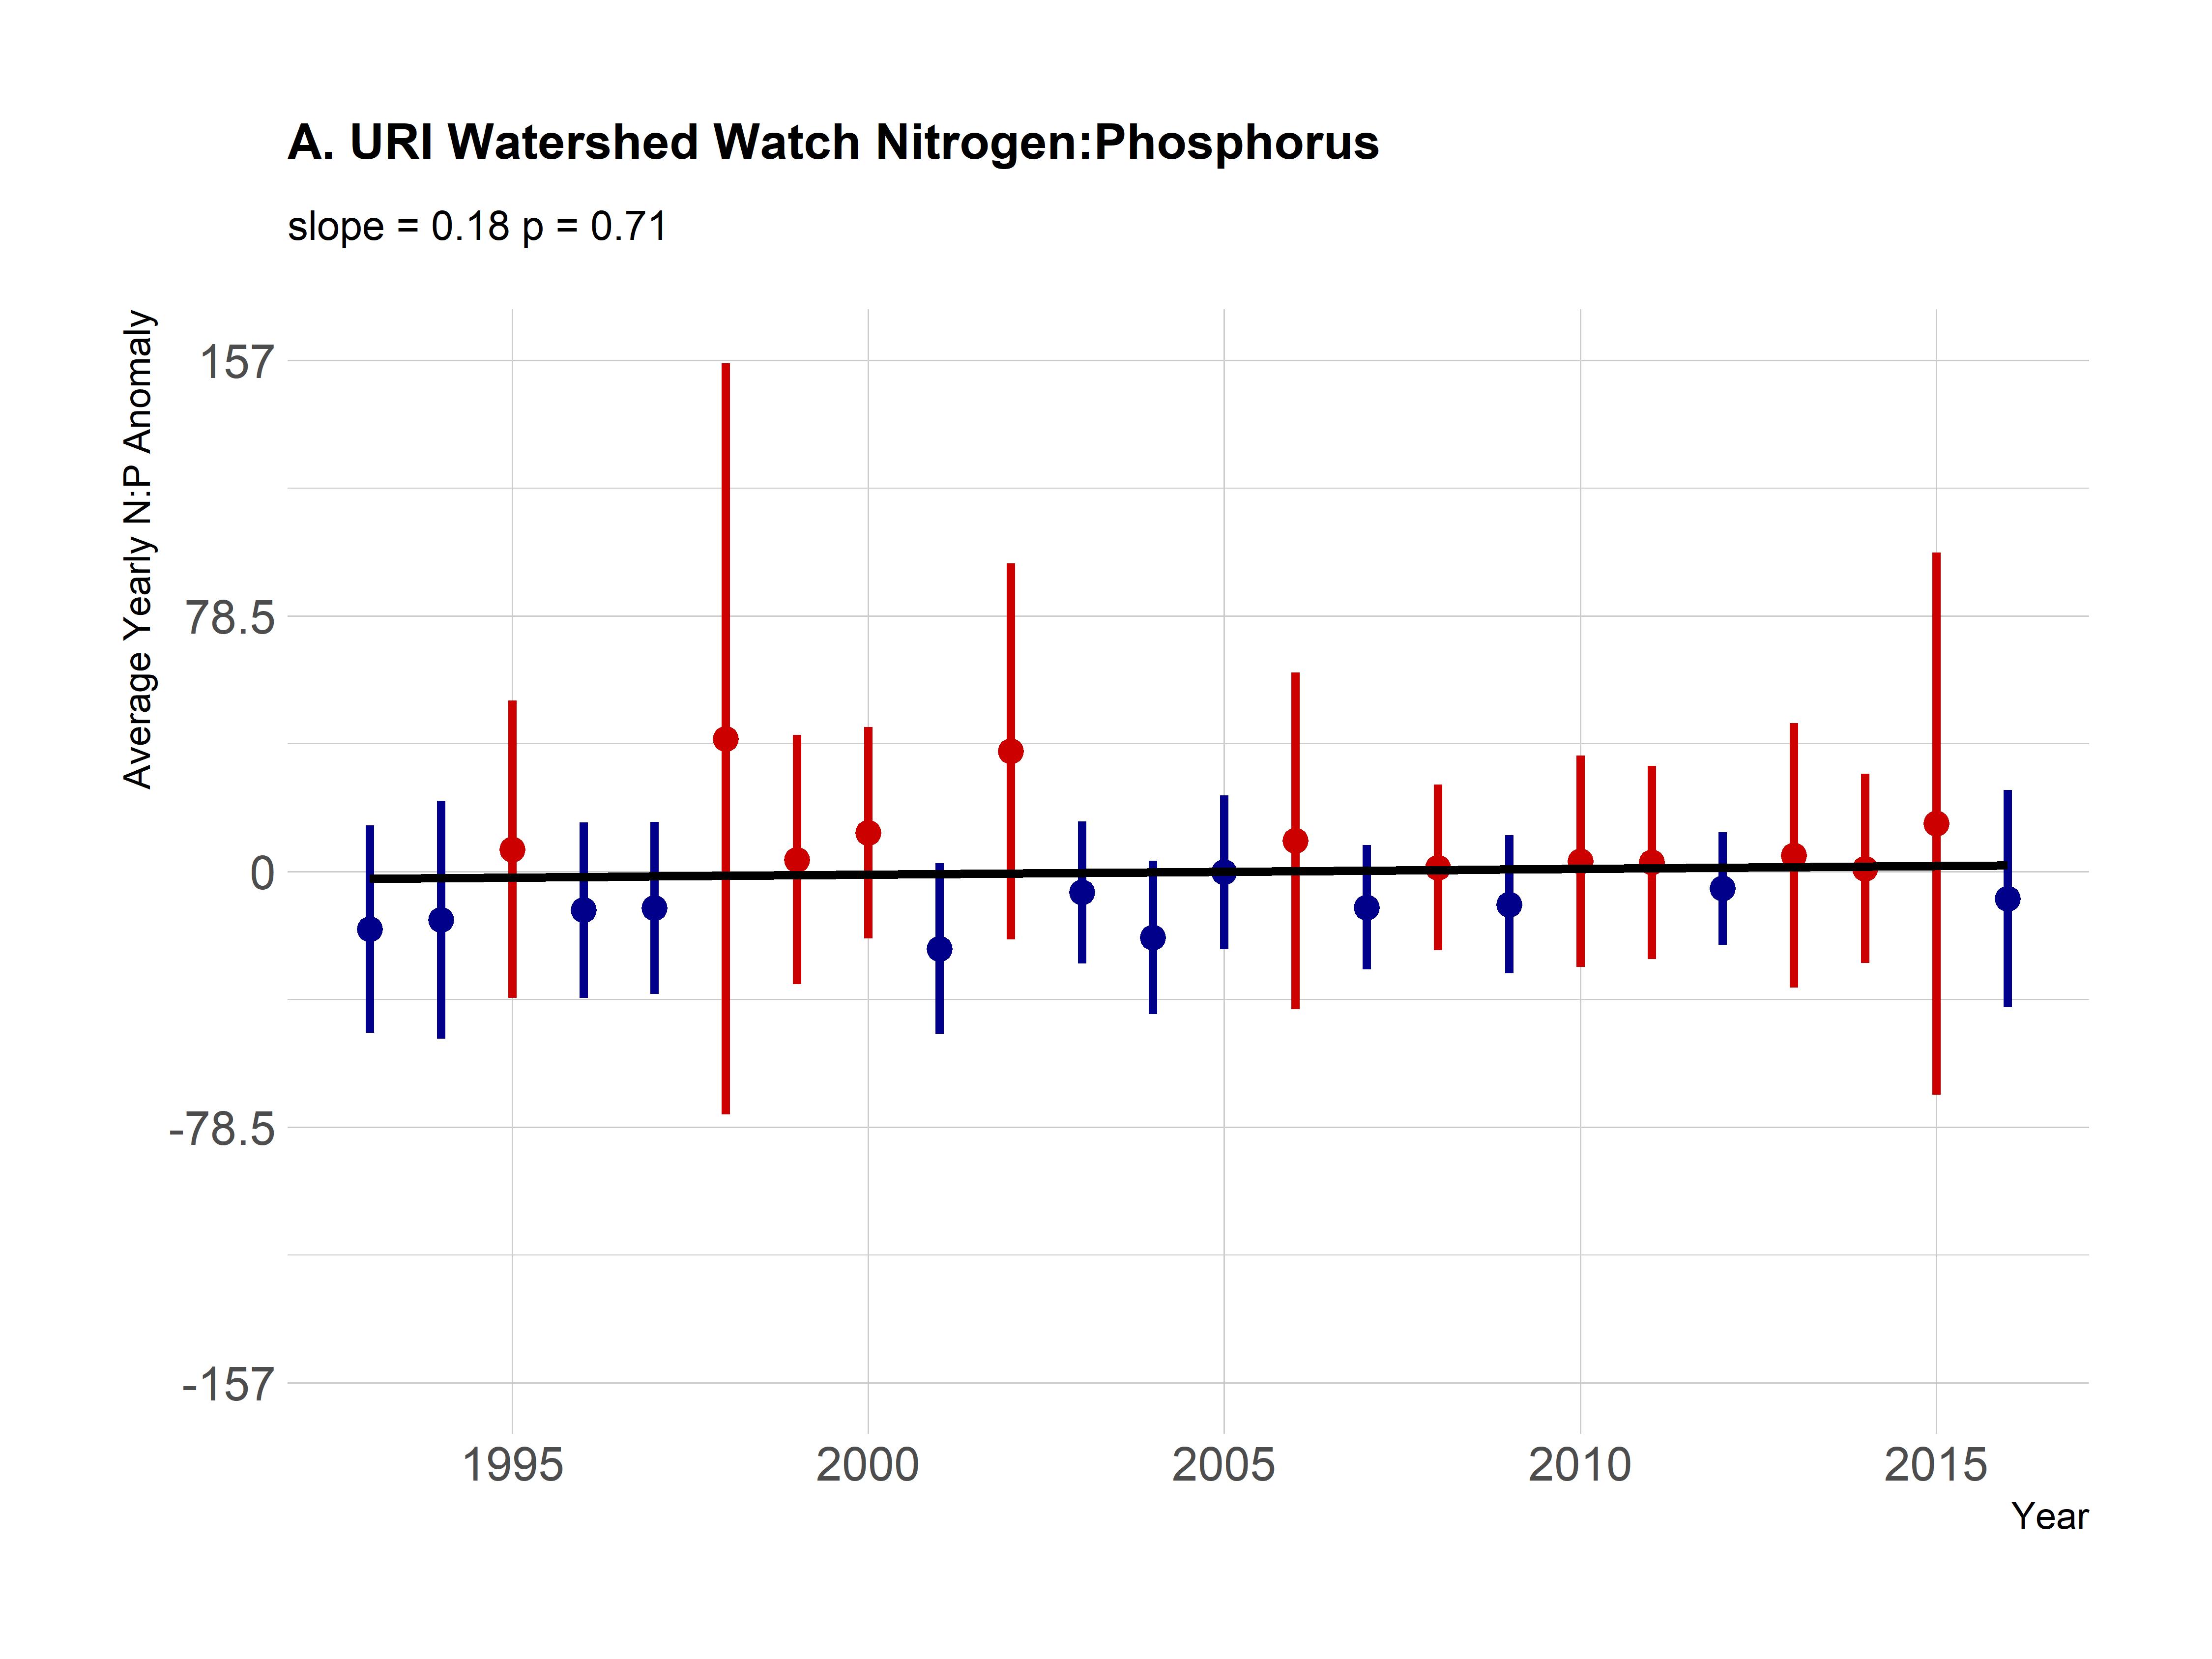 A. URI Watershed Watch Nitrogen:Phosphorus
slope = 0.18 p = 0.71
Average Yearly N:P Anomaly
157
78.5
0
-78.5
-157
1995 2000 2005 2010 2015
Year